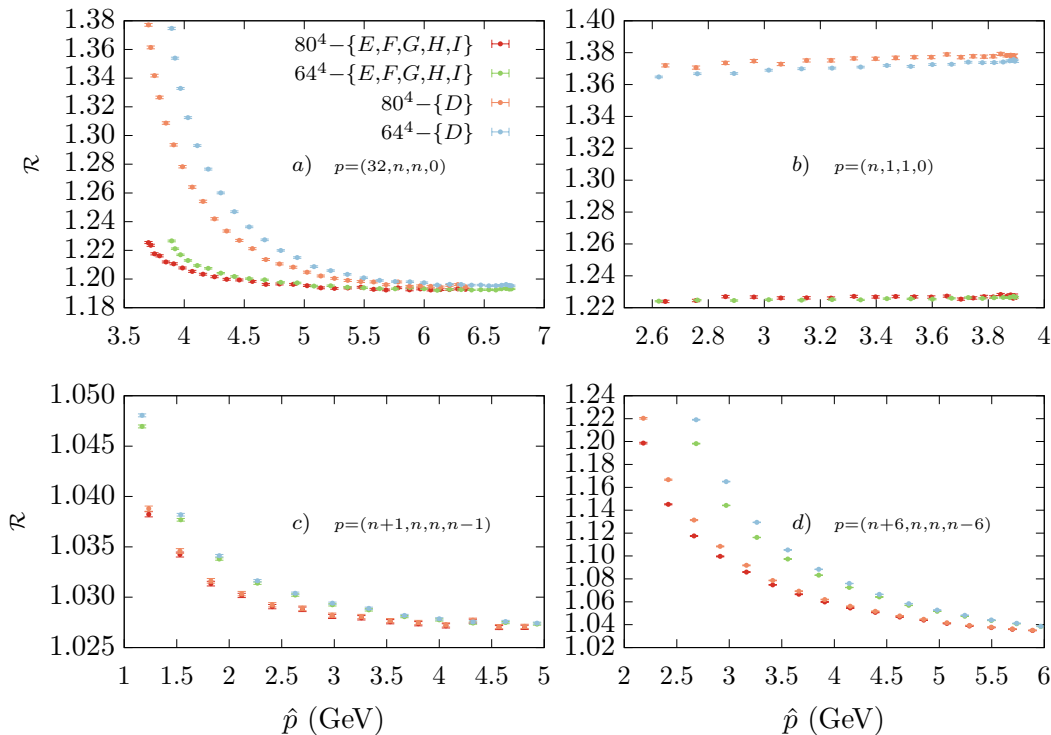 1.38
1.36
1.34
1.32
1.30
1.28
1.26
1.24
1.22
1.20
1.18
ℛ
80⁴−{E,F,G,H,I}
64⁴−{E,F,G,H,I}
80⁴−{D}
64⁴−{D}
a) p=(32,n,n,0)
3.5 4 4.5 5 5.5 6 6.5 7
1.40
1.38
1.36
1.34
1.32
1.30
1.28
1.26
1.24
1.22
b) p=(n,1,1,0)
2.6 2.8 3 3.2 3.4 3.6 3.8 4
1.050
1.045
1.040
1.035
1.030
1.025
ℛ
c) p=(n+1,n,n,n−1)
1 1.5 2 2.5 3 3.5 4 4.5 5
p̂ (GeV)
1.24
1.22
1.20
1.18
1.16
1.14
1.12
1.10
1.08
1.06
1.04
1.02
d) p=(n+6,n,n,n−6)
2 2.5 3 3.5 4 4.5 5 5.5 6
p̂ (GeV)